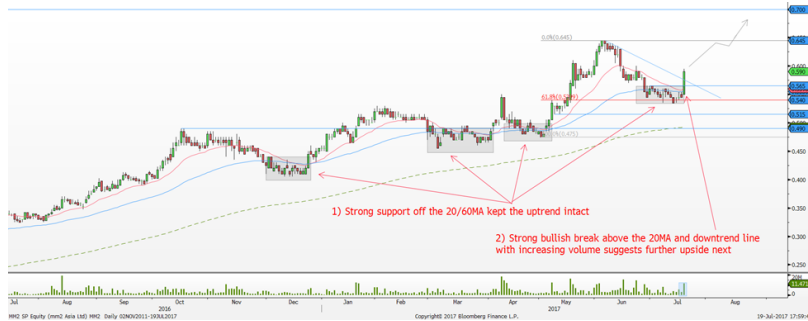 0.700
0.0%(0.645)
0.645
0.600
0.590
0.540
0.515
0.490
0.450
0.400
0.350
0.300
0.250
1) Strong support off the 20/60MA kept the uptrend intact
2) Strong bullish break above the 20MA and downtrend line
with increasing volume suggests further upside next
Jul Aug Sep Oct Nov Dec Jan Feb Mar Apr May Jun Jul Aug
2016 2017
MM2 SP Equity (mm2 Asia Ltd) MM2 Daily 02NOV2011-19JUL2017 Copyright© 2017 Bloomberg Finance L.P. 19-Jul-2017 17:59:4